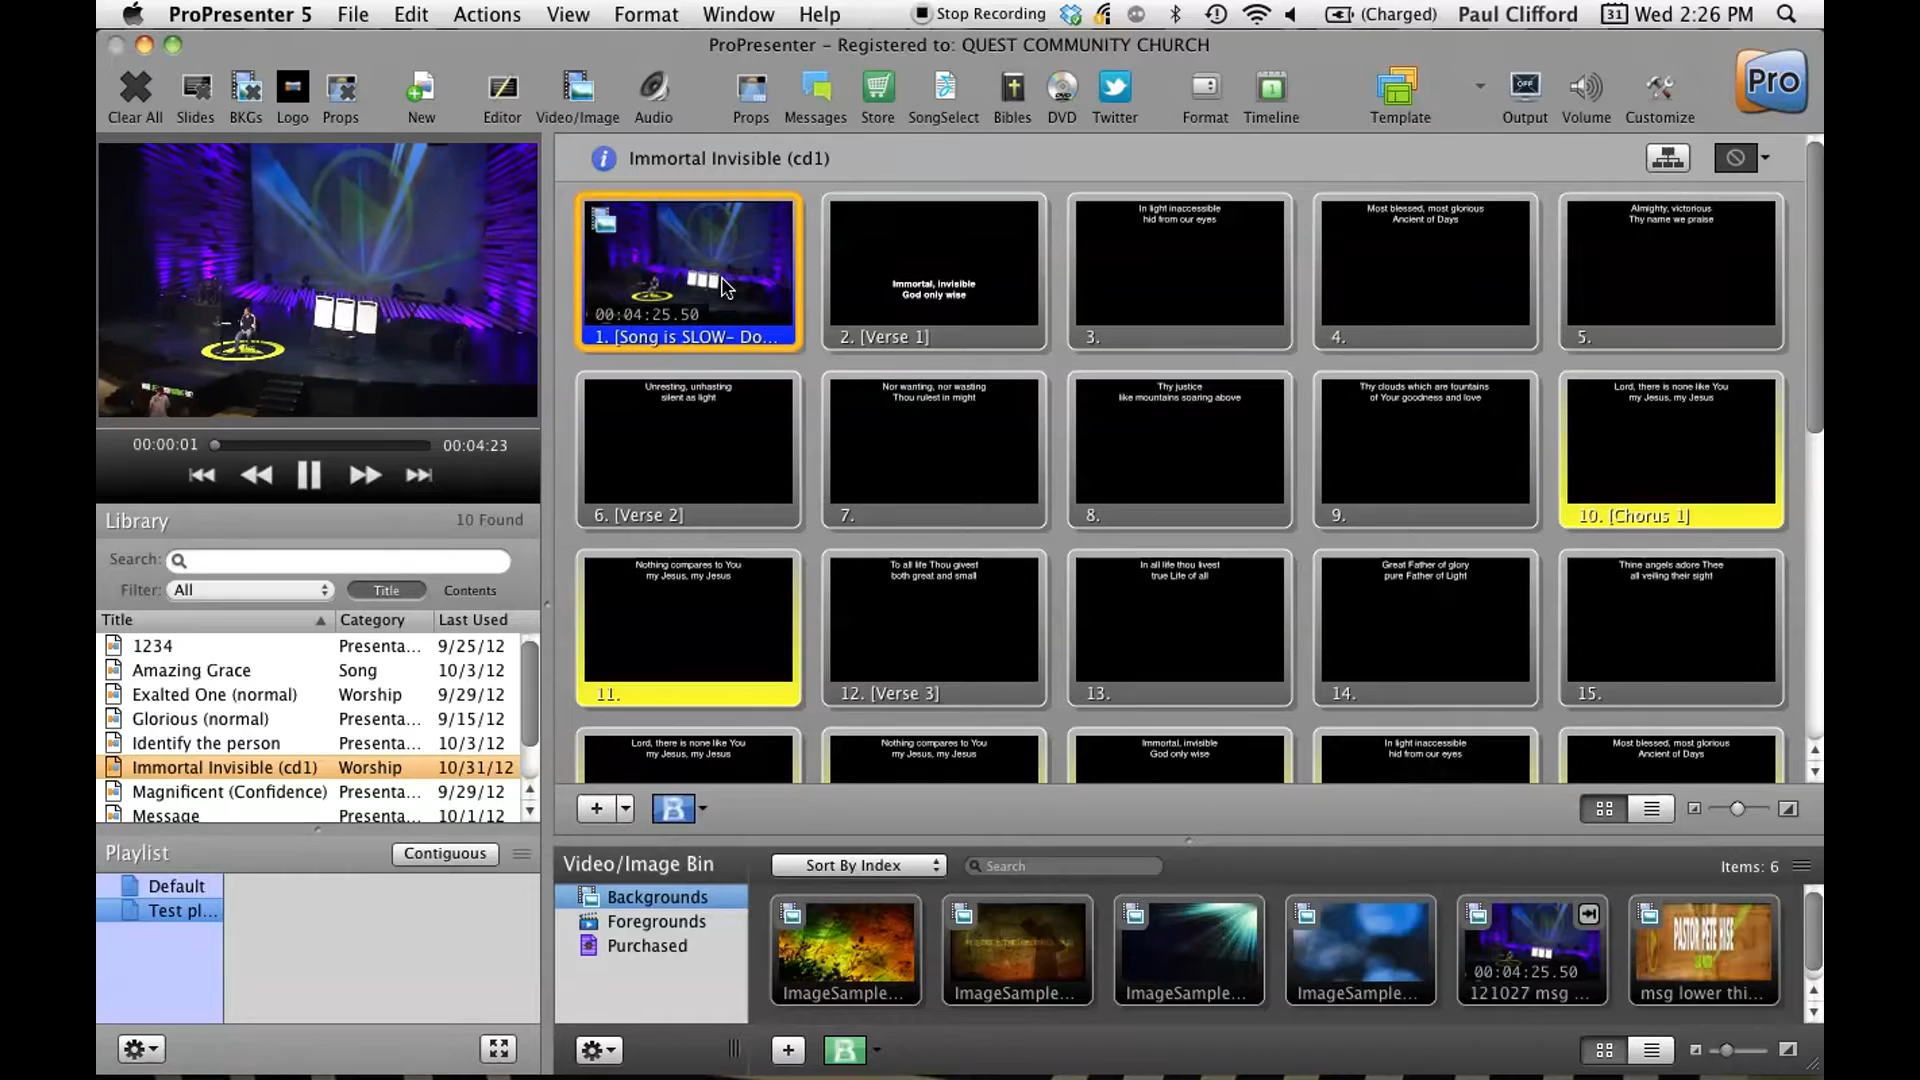 ProPresenter 5 File Edit Actions View Format Window Help Stop Recording (Charged) Paul Clifford 31 Wed 2:26 PM
ProPresenter – Registered to: QUEST COMMUNITY CHURCH
Clear All Slides BKGs Logo Props New Editor Video/Image Audio Props Messages Store SongSelect Bibles DVD Twitter Format Timeline Template Output Volume Customize
OFF
1
Pro
Immortal Invisible (cd1)
00:04:25.50
1. [Song is SLOW– Do...
Immortal, invisible
God only wise
2. [Verse 1]
In light inaccessible
hid from our eyes
3.
Most blessed, most glorious
Ancient of Days
4.
Almighty, victorious
Thy name we praise
5.
Unresting, unhasting
silent as light
6. [Verse 2]
Nor wanting, nor wasting
Thou rulest in might
7.
Thy justice
like mountains soaring above
8.
Thy clouds which are fountains
of Your goodness and love
9.
Lord, there is none like You
my Jesus, my Jesus
10. [Chorus 1]
Nothing compares to You
my Jesus, my Jesus
11.
To all life Thou givest
both great and small
12. [Verse 3]
In all life thou livest
true Life of all
13.
Great Father of glory
pure Father of Light
14.
Thine angels adore Thee
all veiling their sight
15.
Lord, there is none like You
my Jesus, my Jesus
Nothing compares to You
my Jesus, my Jesus
Immortal, invisible
God only wise
In light inaccessible
hid from our eyes
Most blessed, most glorious
Ancient of Days
00:00:01 00:04:23
Library 10 Found
Search:
Filter: All Title Contents
Title Category Last Used
1234 Presenta... 9/25/12
Amazing Grace Song 10/3/12
Exalted One (normal) Worship 9/29/12
Glorious (normal) Presenta... 9/15/12
Identify the person Presenta... 10/3/12
Immortal Invisible (cd1) Worship 10/31/12
Magnificent (Confidence) Presenta... 9/29/12
Message Presenta... 10/1/12
Playlist Contiguous
Default
Test pl...
B
Video/Image Bin Sort By Index Search Items: 6
Backgrounds
Foregrounds
Purchased
ImageSample...
ImageSample...
ImageSample...
ImageSample...
00:04:25.50
121027 msg ...
PASTOR PETE HISE
msg lower thi...
B